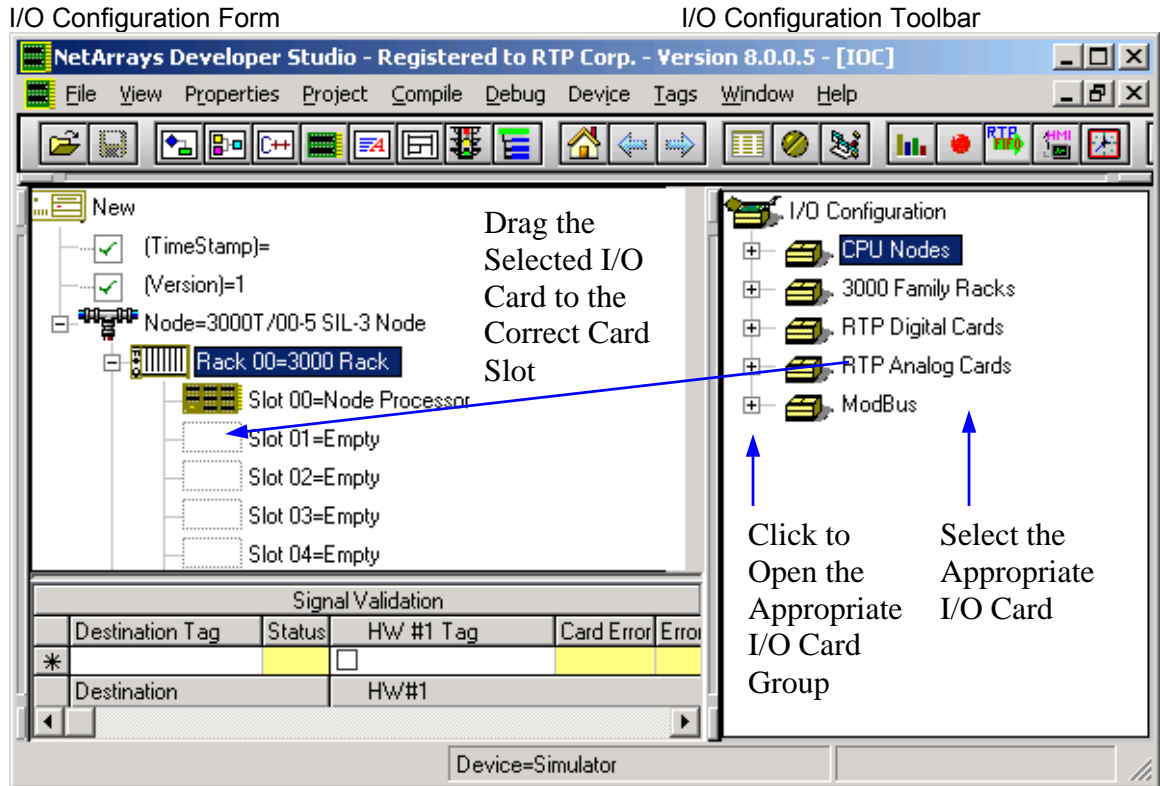 I/O Configuration Form
I/O Configuration Toolbar
NetArrays Developer Studio - Registered to RTP Corp. - Version 8.0.0.5 - [IOC]
File View Properties Project Compile Debug Device Tags Window Help
C++
RTP FIFO
HMI
New
(TimeStamp)=
(Version)=1
Node=3000T/00-5 SIL-3 Node
Rack 00=3000 Rack
Slot 00=Node Processor
Slot 01=Empty
Slot 02=Empty
Slot 03=Empty
Slot 04=Empty
Drag the
Selected I/O
Card to the
Correct Card
Slot
I/O Configuration
CPU Nodes
3000 Family Racks
RTP Digital Cards
RTP Analog Cards
ModBus
Click to
Open the
Appropriate
I/O Card
Group
Select the
Appropriate
I/O Card
Signal Validation
Destination Tag Status HW #1 Tag Card Error Error
Destination HW#1
Device=Simulator